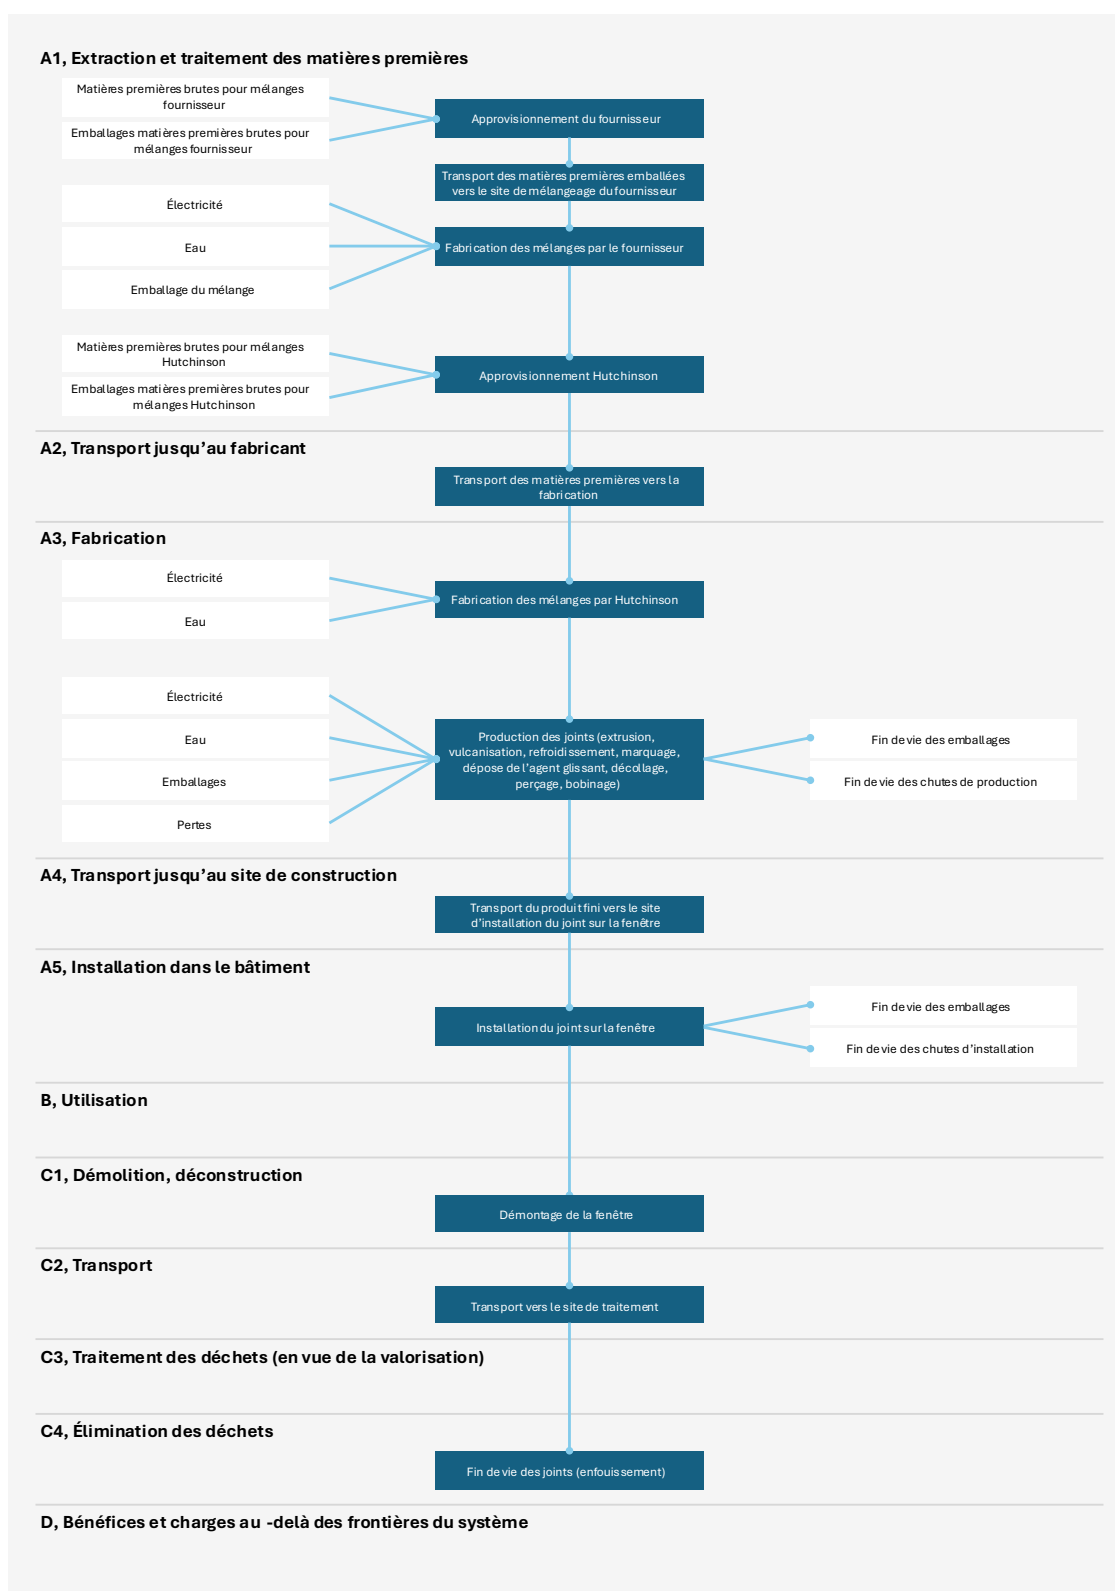 A1, Extraction et traitement des matières premières
Matières premières brutes pour mélanges
fournisseur
Emballages matières premières brutes pour
mélanges fournisseur
Approvisionnement du fournisseur
Transport des matières premières emballées
vers le site de mélangeage du fournisseur
Électricité
Eau
Emballage du mélange
Fabrication des mélanges par le fournisseur
Matières premières brutes pour mélanges
Hutchinson
Emballages matières premières brutes pour
mélanges Hutchinson
Approvisionnement Hutchinson
A2, Transport jusqu’au fabricant
Transport des matières premières vers la
fabrication
A3, Fabrication
Électricité
Eau
Fabrication des mélanges par Hutchinson
Électricité
Eau
Emballages
Pertes
Production des joints (extrusion,
vulcanisation, refroidissement, marquage,
dépose de l’agent glissant, décollage,
perçage, bobinage)
Fin de vie des emballages
Fin de vie des chutes de production
A4, Transport jusqu’au site de construction
Transport du produit fini vers le site
d’installation du joint sur la fenêtre
A5, Installation dans le bâtiment
Installation du joint sur la fenêtre
Fin de vie des emballages
Fin de vie des chutes d’installation
B, Utilisation
C1, Démolition, déconstruction
Démontage de la fenêtre
C2, Transport
Transport vers le site de traitement
C3, Traitement des déchets (en vue de la valorisation)
C4, Élimination des déchets
Fin de vie des joints (enfouissement)
D, Bénéfices et charges au -delà des frontières du système